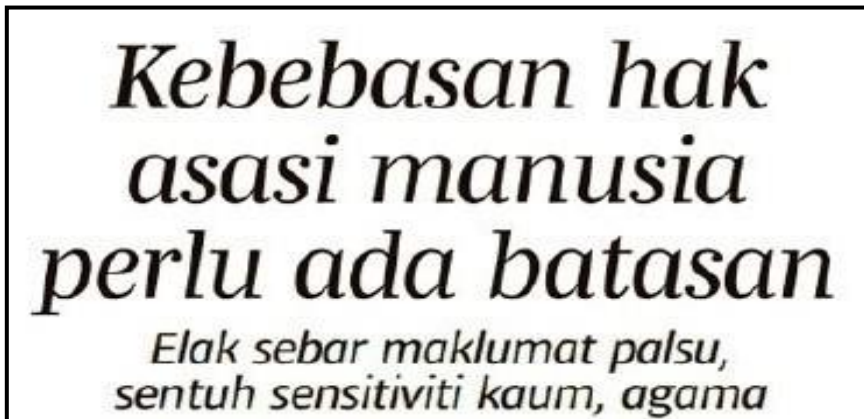 Kebebasan hak
asasi manusia
perlu ada batasan
Elak sebar maklumat palsu,
sentuh sensitiviti kaum, agama